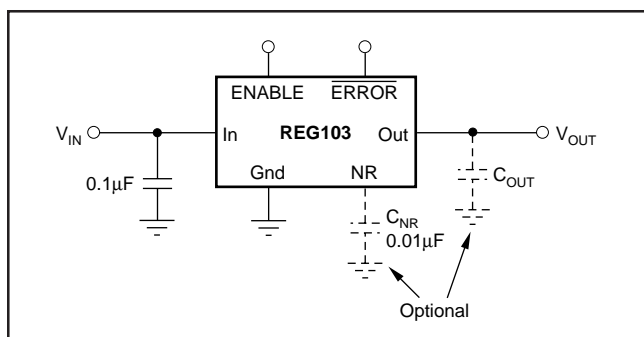 ENABLE
ERROR
V_IN
In
REG103
Out
V_OUT
0.1µF
Gnd
NR
C_OUT
C_NR
0.01µF
Optional